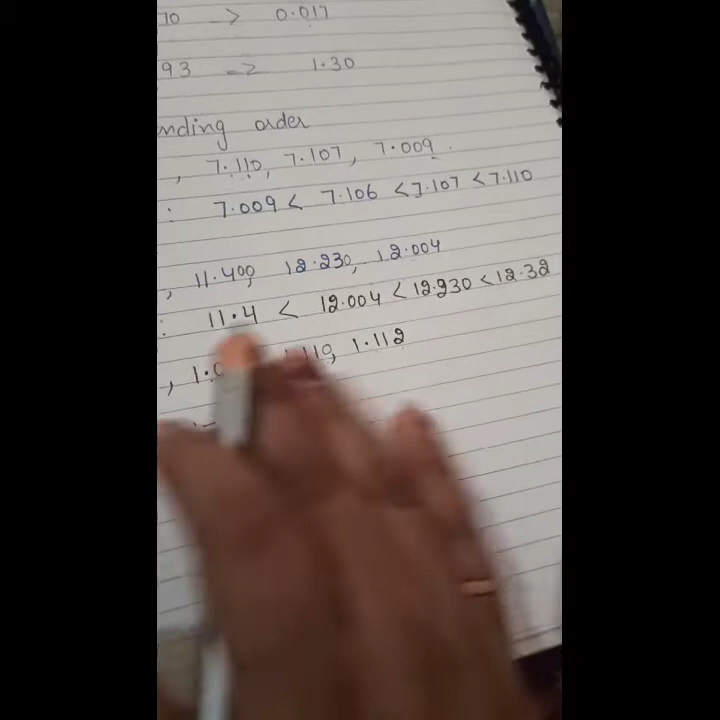 70 > 0.017
93 => 1.30
nding order
, 7.110, 7.107, 7.009.
: 7.009 < 7.106 < 7.107 < 7.110
, 11.400, 12.230, 12.004
: 11.4 < 12.004 < 12.230 < 12.32
, 1.112